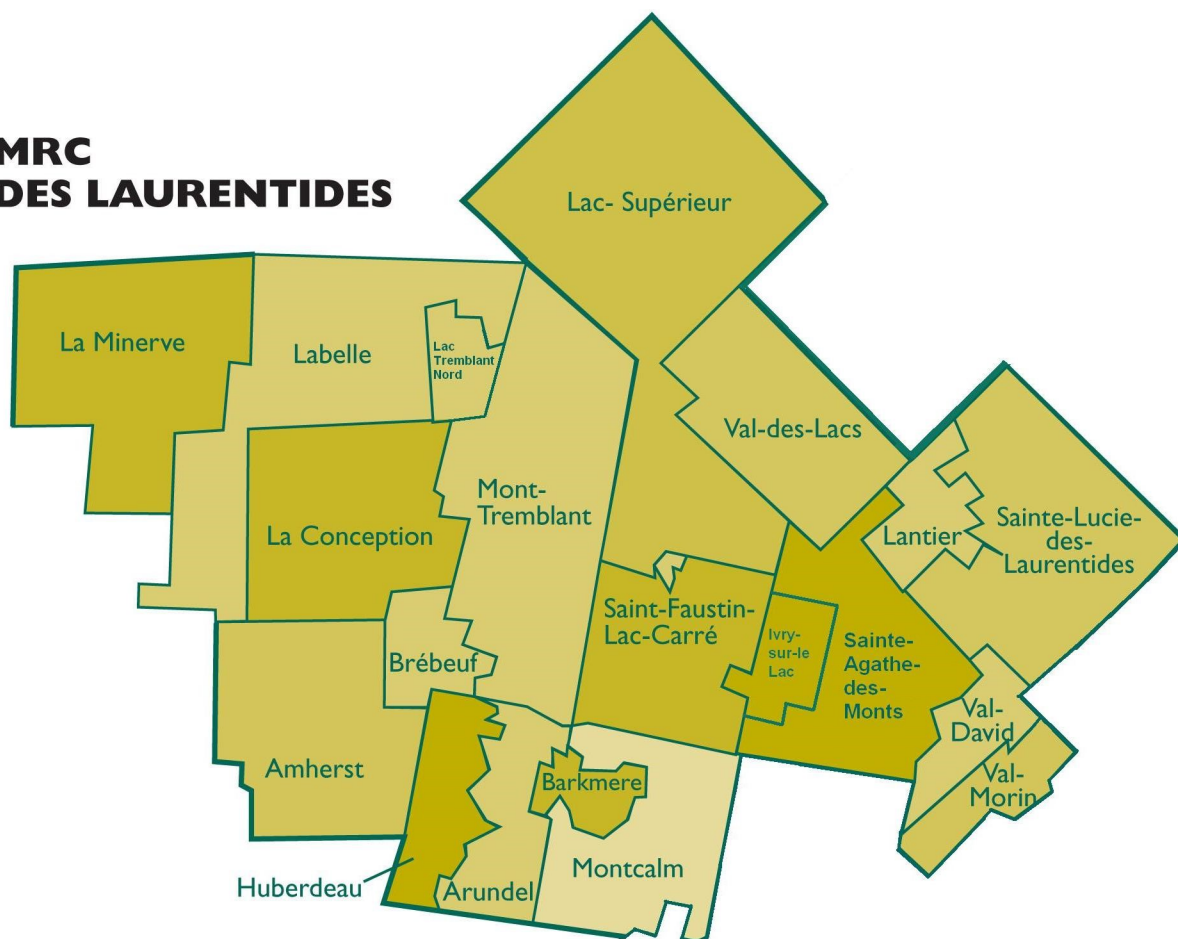 MRC
DES LAURENTIDES
Lac- Supérieur
La Minerve
Labelle
Lac
Tremblant
Nord
Val-des-Lacs
Mont-
Tremblant
La Conception
Lantier
Sainte-Lucie-
des-
Laurentides
Saint-Faustin-
Lac-Carré
Ivry-
sur-le
Lac
Sainte-
Agathe-
des-
Monts
Brébeuf
Val-
David
Amherst
Barkmere
Val-
Morin
Huberdeau
Arundel
Montcalm